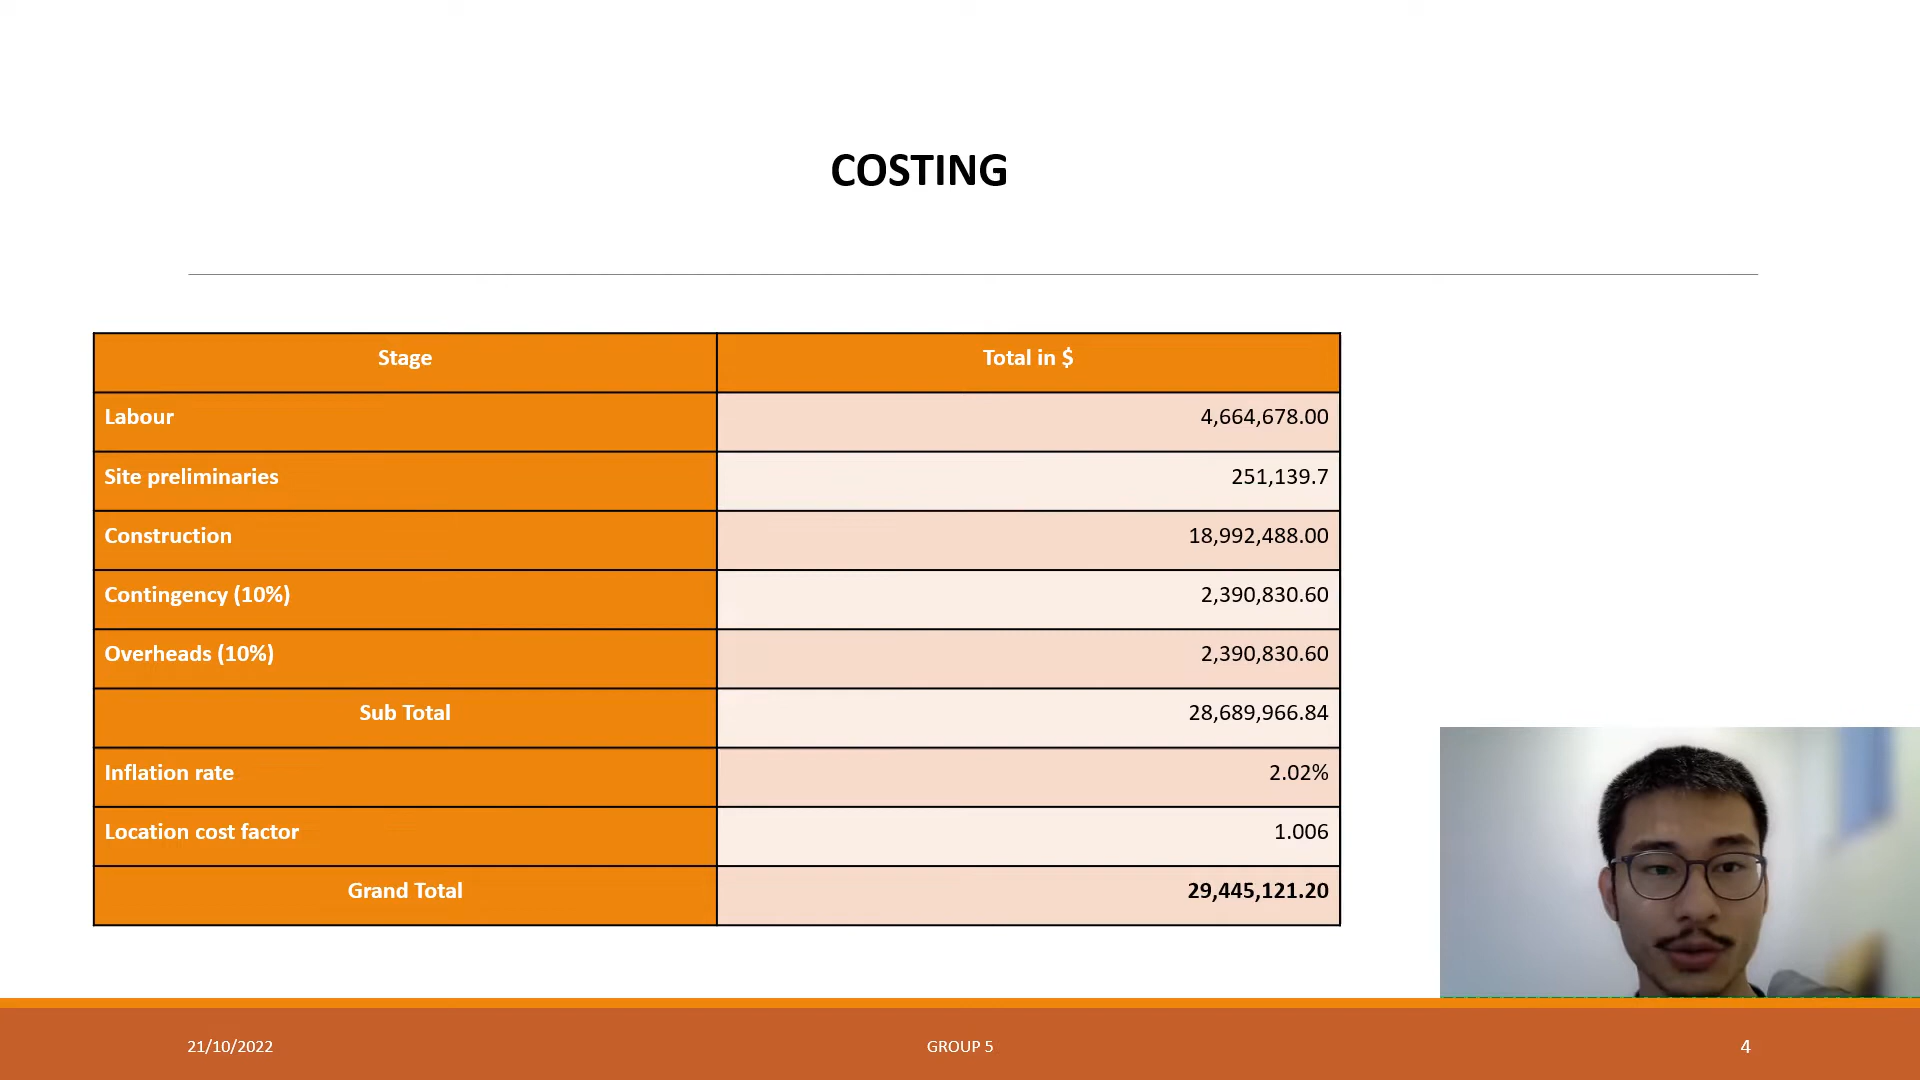 COSTING
Stage Total in $
Labour 4,664,678.00
Site preliminaries 251,139.7
Construction 18,992,488.00
Contingency (10%) 2,390,830.60
Overheads (10%) 2,390,830.60
Sub Total 28,689,966.84
Inflation rate 2.02%
Location cost factor 1.006
Grand Total 29,445,121.20
21/10/2022 GROUP 5 4